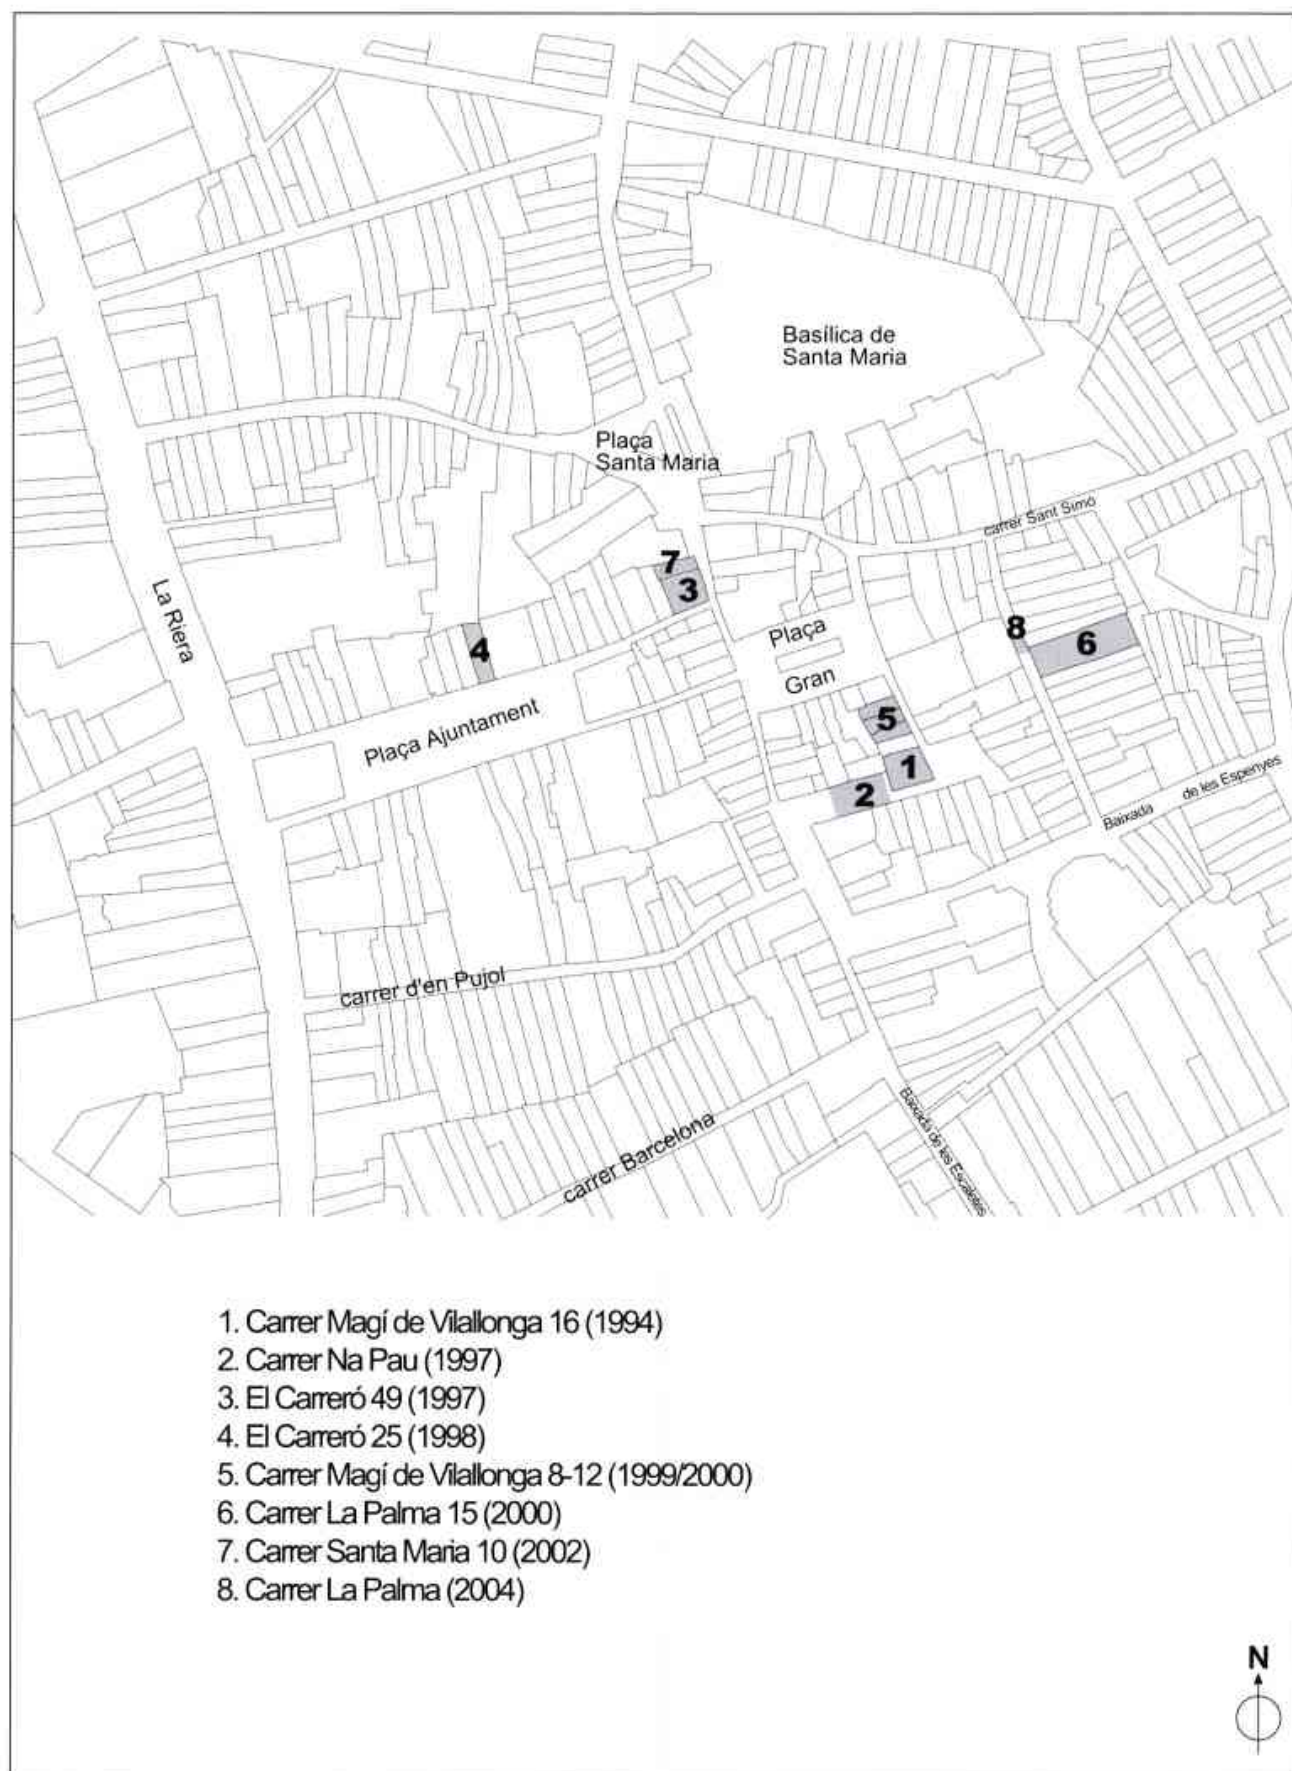 Basílica de
Santa Maria
Plaça
Santa Maria
carrer Sant Simó
7
3
La Riera
4
Plaça
8
6
Gran
5
Plaça Ajuntament
1
2
Baixada de les Espenyes
carrer d'en Pujol
carrer Barcelona
Baixada de les Escaletes
1. Carrer Magí de Vilallonga 16 (1994)
2. Carrer Na Pau (1997)
3. El Carreró 49 (1997)
4. El Carreró 25 (1998)
5. Carrer Magí de Vilallonga 8-12 (1999/2000)
6. Carrer La Palma 15 (2000)
7. Carrer Santa Maria 10 (2002)
8. Carrer La Palma (2004)
N